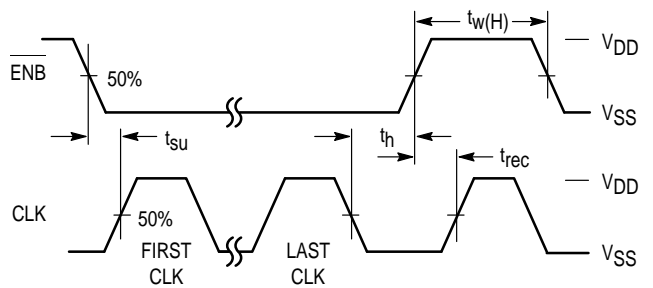 tw(H)
VDD
ENB
50%
VSS
tsu
th
trec
VDD
CLK
50%
FIRST
CLK
LAST
CLK
VSS